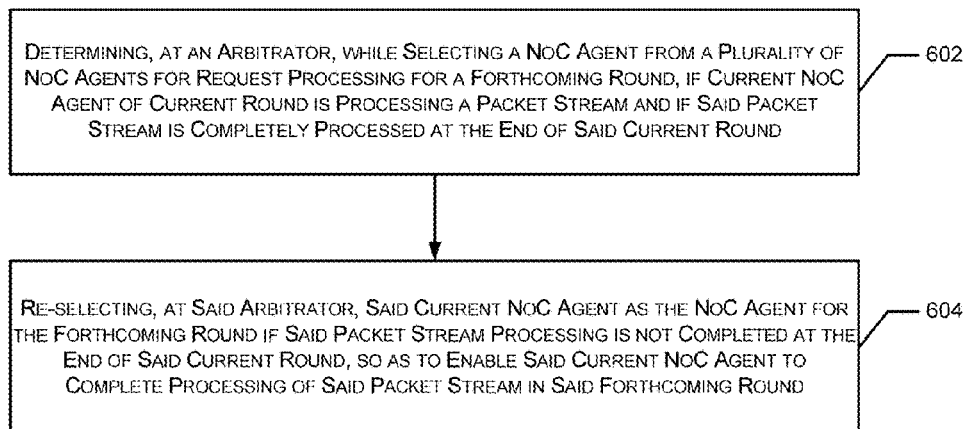 DETERMINING, AT AN ARBITRATOR, WHILE SELECTING A NOC AGENT FROM A PLURALITY OF
NOC AGENTS FOR REQUEST PROCESSING FOR A FORTHCOMING ROUND, IF CURRENT NOC
AGENT OF CURRENT ROUND IS PROCESSING A PACKET STREAM AND IF SAID PACKET
STREAM IS COMPLETELY PROCESSED AT THE END OF SAID CURRENT ROUND
602
RE-SELECTING, AT SAID ARBITRATOR, SAID CURRENT NOC AGENT AS THE NOC AGENT FOR
THE FORTHCOMING ROUND IF SAID PACKET STREAM PROCESSING IS NOT COMPLETED AT THE
END OF SAID CURRENT ROUND, SO AS TO ENABLE SAID CURRENT NOC AGENT TO
COMPLETE PROCESSING OF SAID PACKET STREAM IN SAID FORTHCOMING ROUND
604